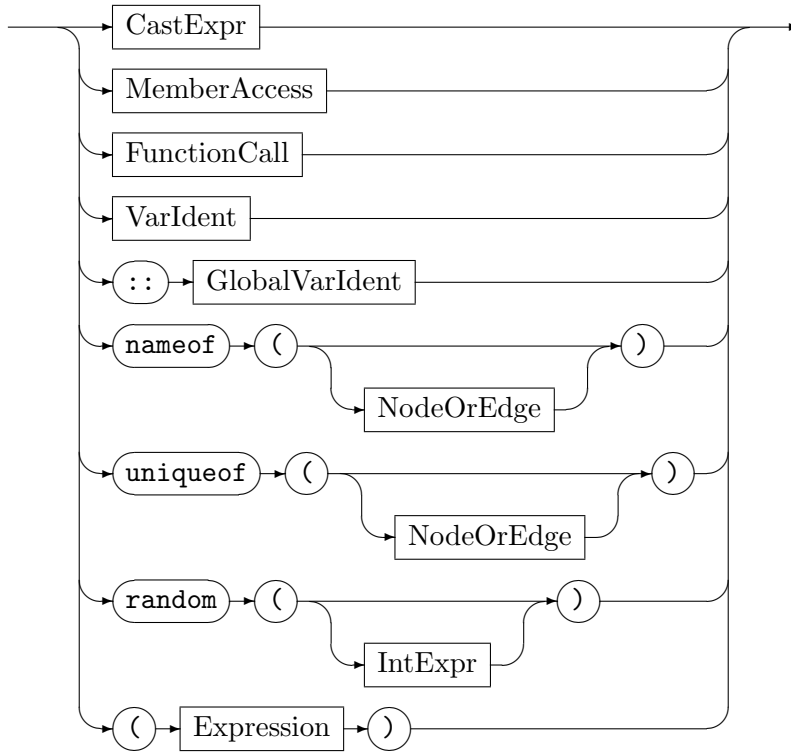 CastExpr
MemberAccess
FunctionCall
VarIdent
:: GlobalVarIdent
nameof ( )
NodeOrEdge
uniqueof ( )
NodeOrEdge
random ( )
IntExpr
( Expression )